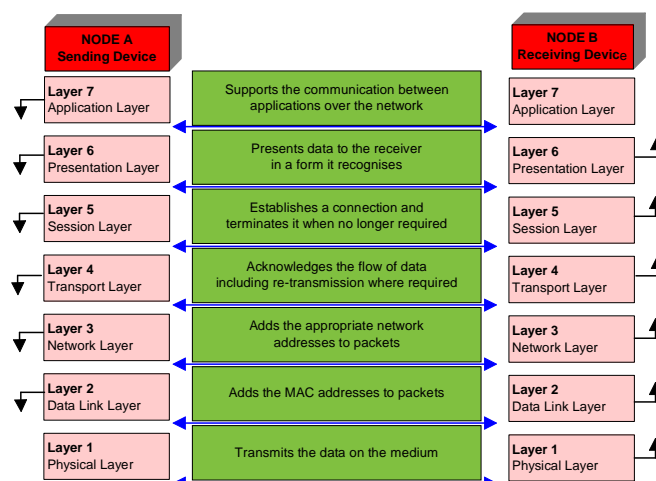 NODE A
Sending Device
NODE B
Receiving Device
Layer 7
Application Layer
Supports the communication between
applications over the network
Layer 7
Application Layer
Layer 6
Presentation Layer
Presents data to the receiver
in a form it recognises
Layer 6
Presentation Layer
Layer 5
Session Layer
Establishes a connection and
terminates it when no longer required
Layer 5
Session Layer
Layer 4
Transport Layer
Acknowledges the flow of data
including re-transmission where required
Layer 4
Transport Layer
Layer 3
Network Layer
Adds the appropriate network
addresses to packets
Layer 3
Network Layer
Layer 2
Data Link Layer
Adds the MAC addresses to packets
Layer 2
Data Link Layer
Layer 1
Physical Layer
Transmits the data on the medium
Layer 1
Physical Layer